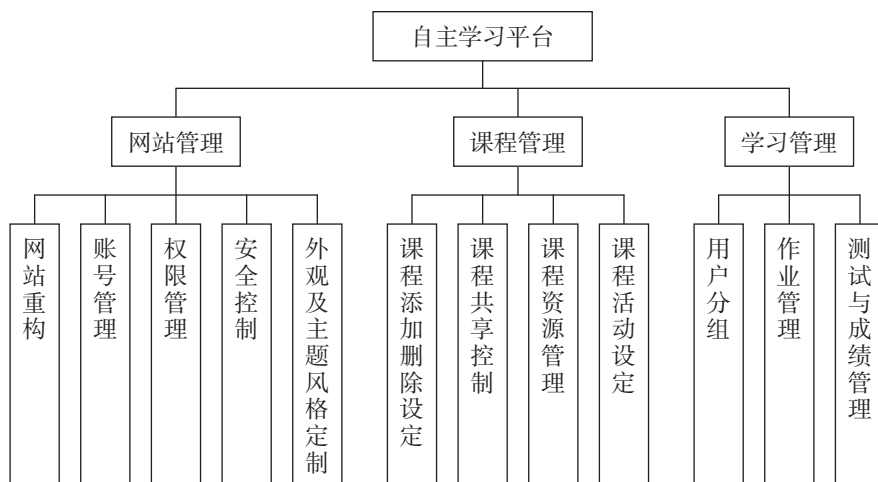 自主学习平台
网站管理
课程管理
学习管理
网站重构
账号管理
权限管理
安全控制
外观及主题风格定制
课程添加删除设定
课程共享控制
课程资源管理
课程活动设定
用户分组
作业管理
测试与成绩管理